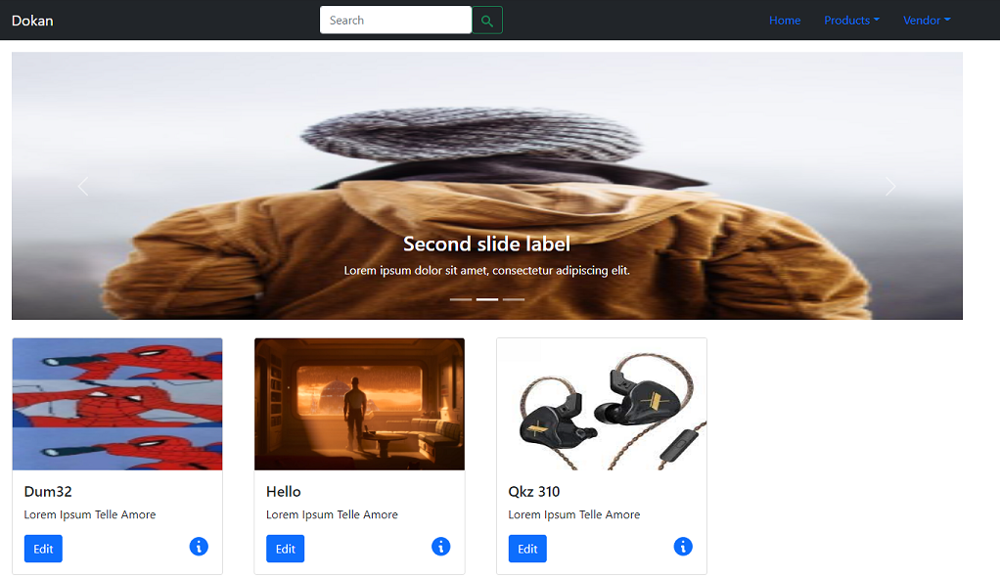 Dokan
Search
Home
Products
Vendor
Second slide label
Lorem ipsum dolor sit amet, consectetur adipiscing elit.
Dum32
Lorem Ipsum Telle Amore
Edit
Hello
Lorem Ipsum Telle Amore
Edit
Qkz 310
Lorem Ipsum Telle Amore
Edit